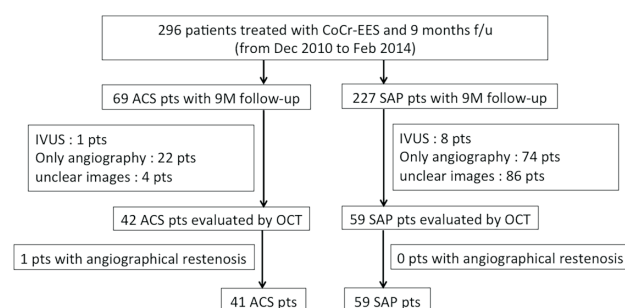 296 patients treated with CoCr-EES and 9 months f/u
(from Dec 2010 to Feb 2014)
69 ACS pts with 9M follow-up
227 SAP pts with 9M follow-up
IVUS : 1 pts
Only angiography : 22 pts
unclear images : 4 pts
IVUS : 8 pts
Only angiography : 74 pts
unclear images : 86 pts
42 ACS pts evaluated by OCT
59 SAP pts evaluated by OCT
1 pts with angiographical restenosis
0 pts with angiographical restenosis
41 ACS pts
59 SAP pts